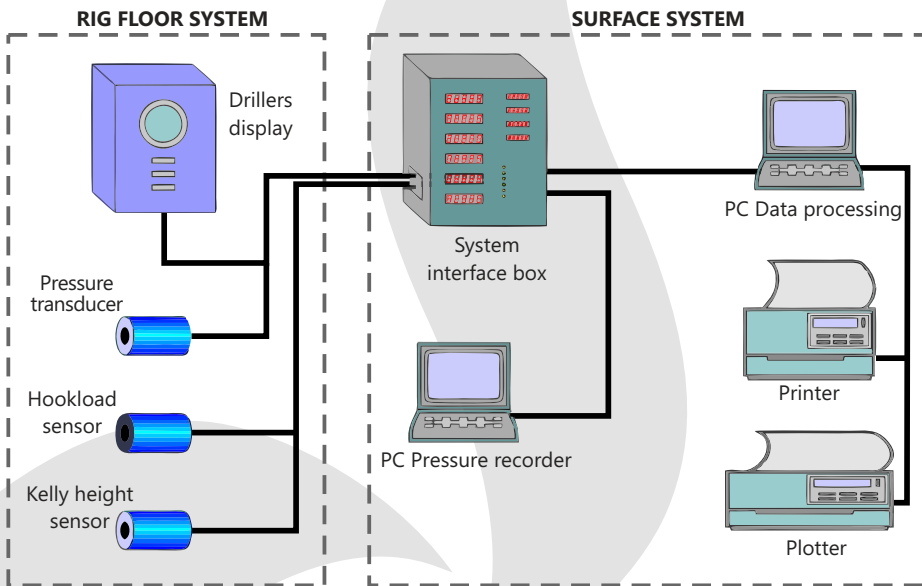 RIG FLOOR SYSTEM
SURFACE SYSTEM
Drillers
display
Pressure
transducer
Hookload
sensor
Kelly height
sensor
System
interface box
PC Pressure recorder
PC Data processing
Printer
Plotter